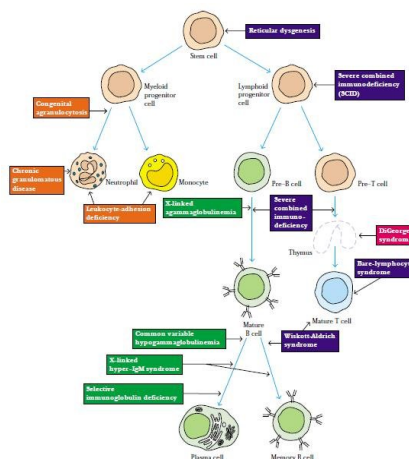 Reticular dysgenesis
Stem cell
Myeloid
progenitor
cell
Lymphoid
progenitor
cell
Severe combined
immunodeficiency
(SCID)
Congenital
agranulocytosis
Chronic
granulomatous
disease
Neutrophil
Monocyte
Leukocyte-adhesion
deficiency
Pre-B cell
Pre-T cell
X-linked
agammaglobulinemia
Severe
combined
immuno-
deficiency
DiGeorge
syndrome
Thymus
Bare-lymphocyte
syndrome
Mature
B cell
Mature T cell
Common variable
hypogammaglobulinemia
Wiskott-Aldrich
syndrome
X-linked
hyper-IgM syndrome
Selective
immunoglobulin deficiency
Plasma cell
Memory B cell